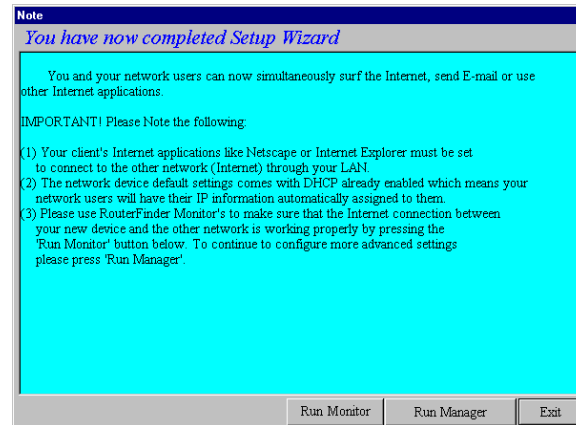 Note
You have now completed Setup Wizard
You and your network users can now simultaneously surf the Internet, send E-mail or use
other Internet applications.
IMPORTANT! Please Note the following:
(1) Your client's Internet applications like Netscape or Internet Explorer must be set
to connect to the other network (Internet) through your LAN.
(2) The network device default settings comes with DHCP already enabled which means your
network users will have their IP information automatically assigned to them.
(3) Please use RouterFinder Monitor's to make sure that the Internet connection between
your new device and the other network is working properly by pressing the
'Run Monitor' button below. To continue to configure more advanced settings
please press 'Run Manager'.
Run Monitor
Run Manager
Exit